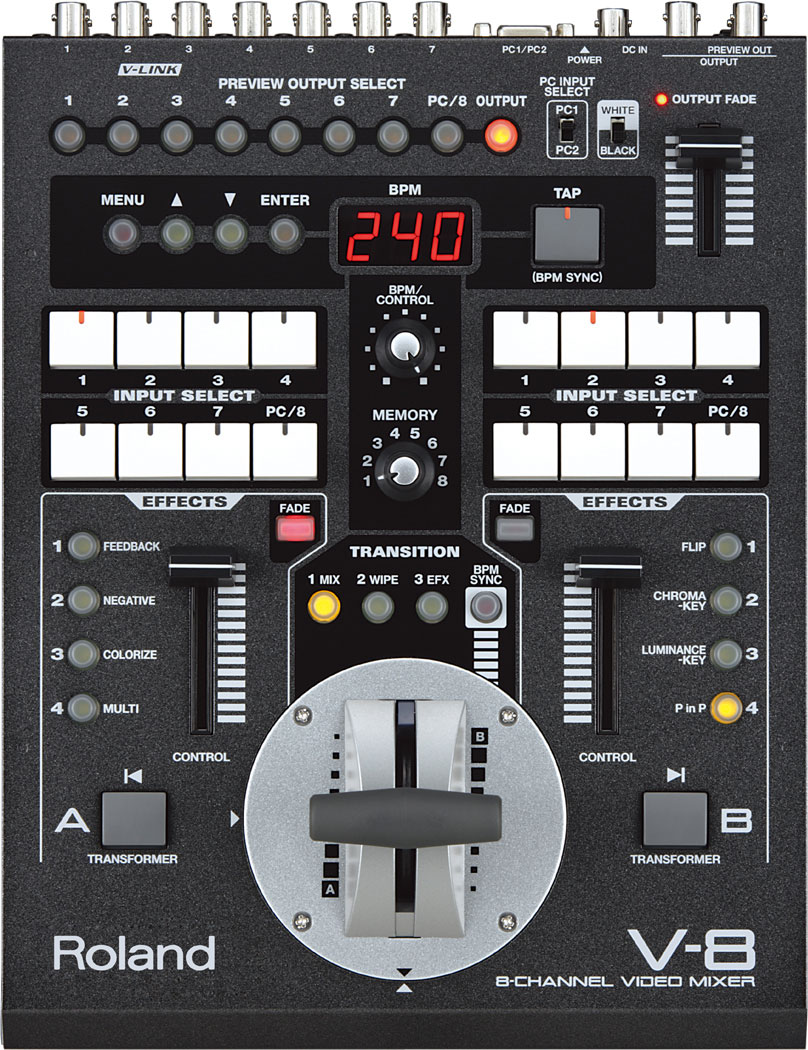 1 2 3 4 5 6 7 PC1/PC2 POWER DC IN PREVIEW OUT
OUTPUT
V-LINK
PREVIEW OUTPUT SELECT
1 2 3 4 5 6 7 PC/8 OUTPUT
PC INPUT
SELECT
PC1
PC2
WHITE
BLACK
OUTPUT FADE
MENU ▲ ▼ ENTER
BPM
240
TAP
(BPM SYNC)
BPM/
CONTROL
1 2 3 4
INPUT SELECT
5 6 7 PC/8
1 2 3 4
INPUT SELECT
5 6 7 PC/8
MEMORY
1 2 3 4 5 6 7 8
EFFECTS
FADE
1 FEEDBACK
2 NEGATIVE
3 COLORIZE
4 MULTI
CONTROL
EFFECTS
FADE
FLIP 1
CHROMA
-KEY 2
LUMINANCE
-KEY 3
P in P 4
CONTROL
TRANSITION
1 MIX 2 WIPE 3 EFX
BPM
SYNC
B
A
A
TRANSFORMER
B
TRANSFORMER
Roland
V-8
8-CHANNEL VIDEO MIXER